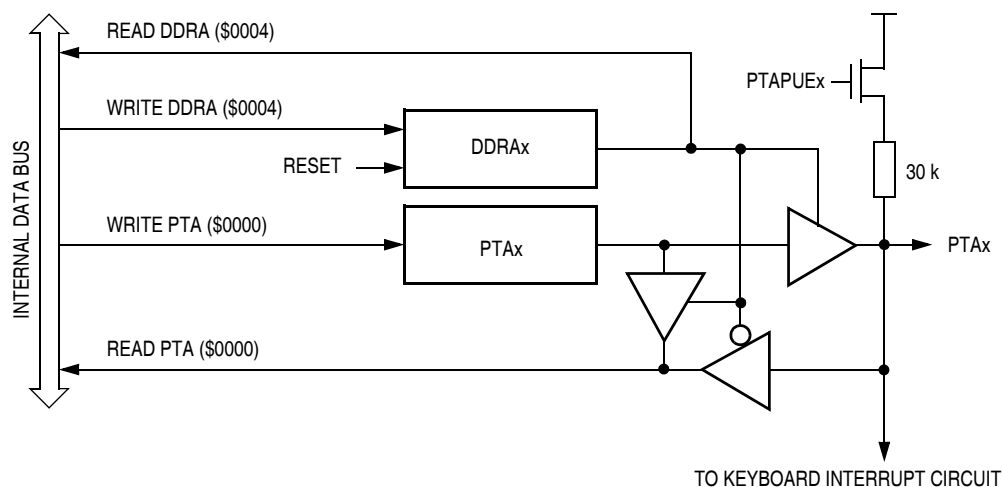 READ DDRA ($0004)
PTAPUEx
WRITE DDRA ($0004)
DDRAx
RESET
30 k
INTERNAL DATA BUS
WRITE PTA ($0000)
PTAx
PTAx
READ PTA ($0000)
TO KEYBOARD INTERRUPT CIRCUIT